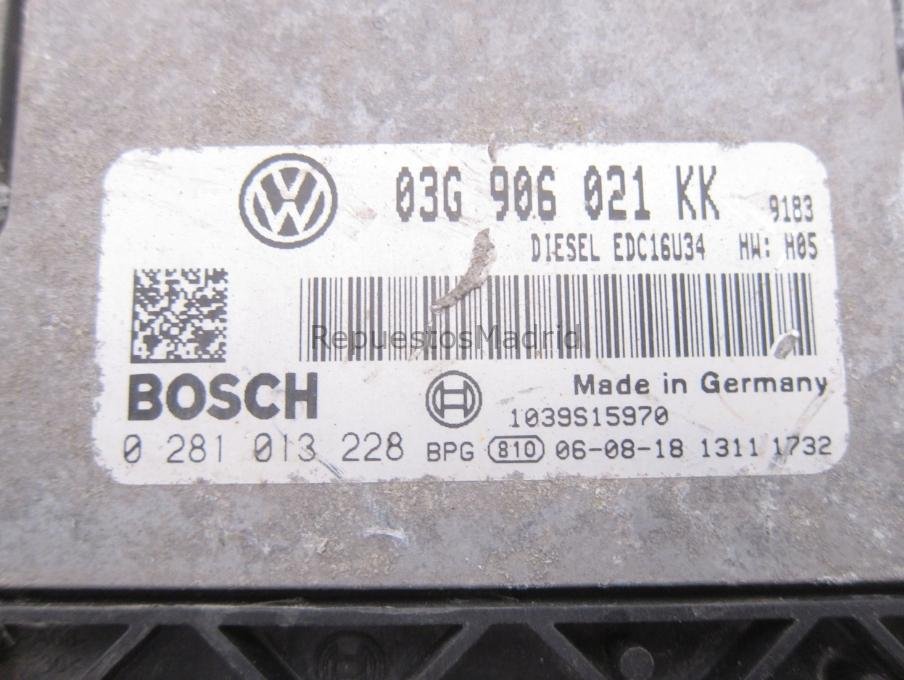 03G 906 021 KK 9183
DIESEL EDC16U34 HW: H05
RepuestosMadrid
BOSCH
Made in Germany
1039S15970
0 281 013 228 BPG 810 06-08-18 1311 1732